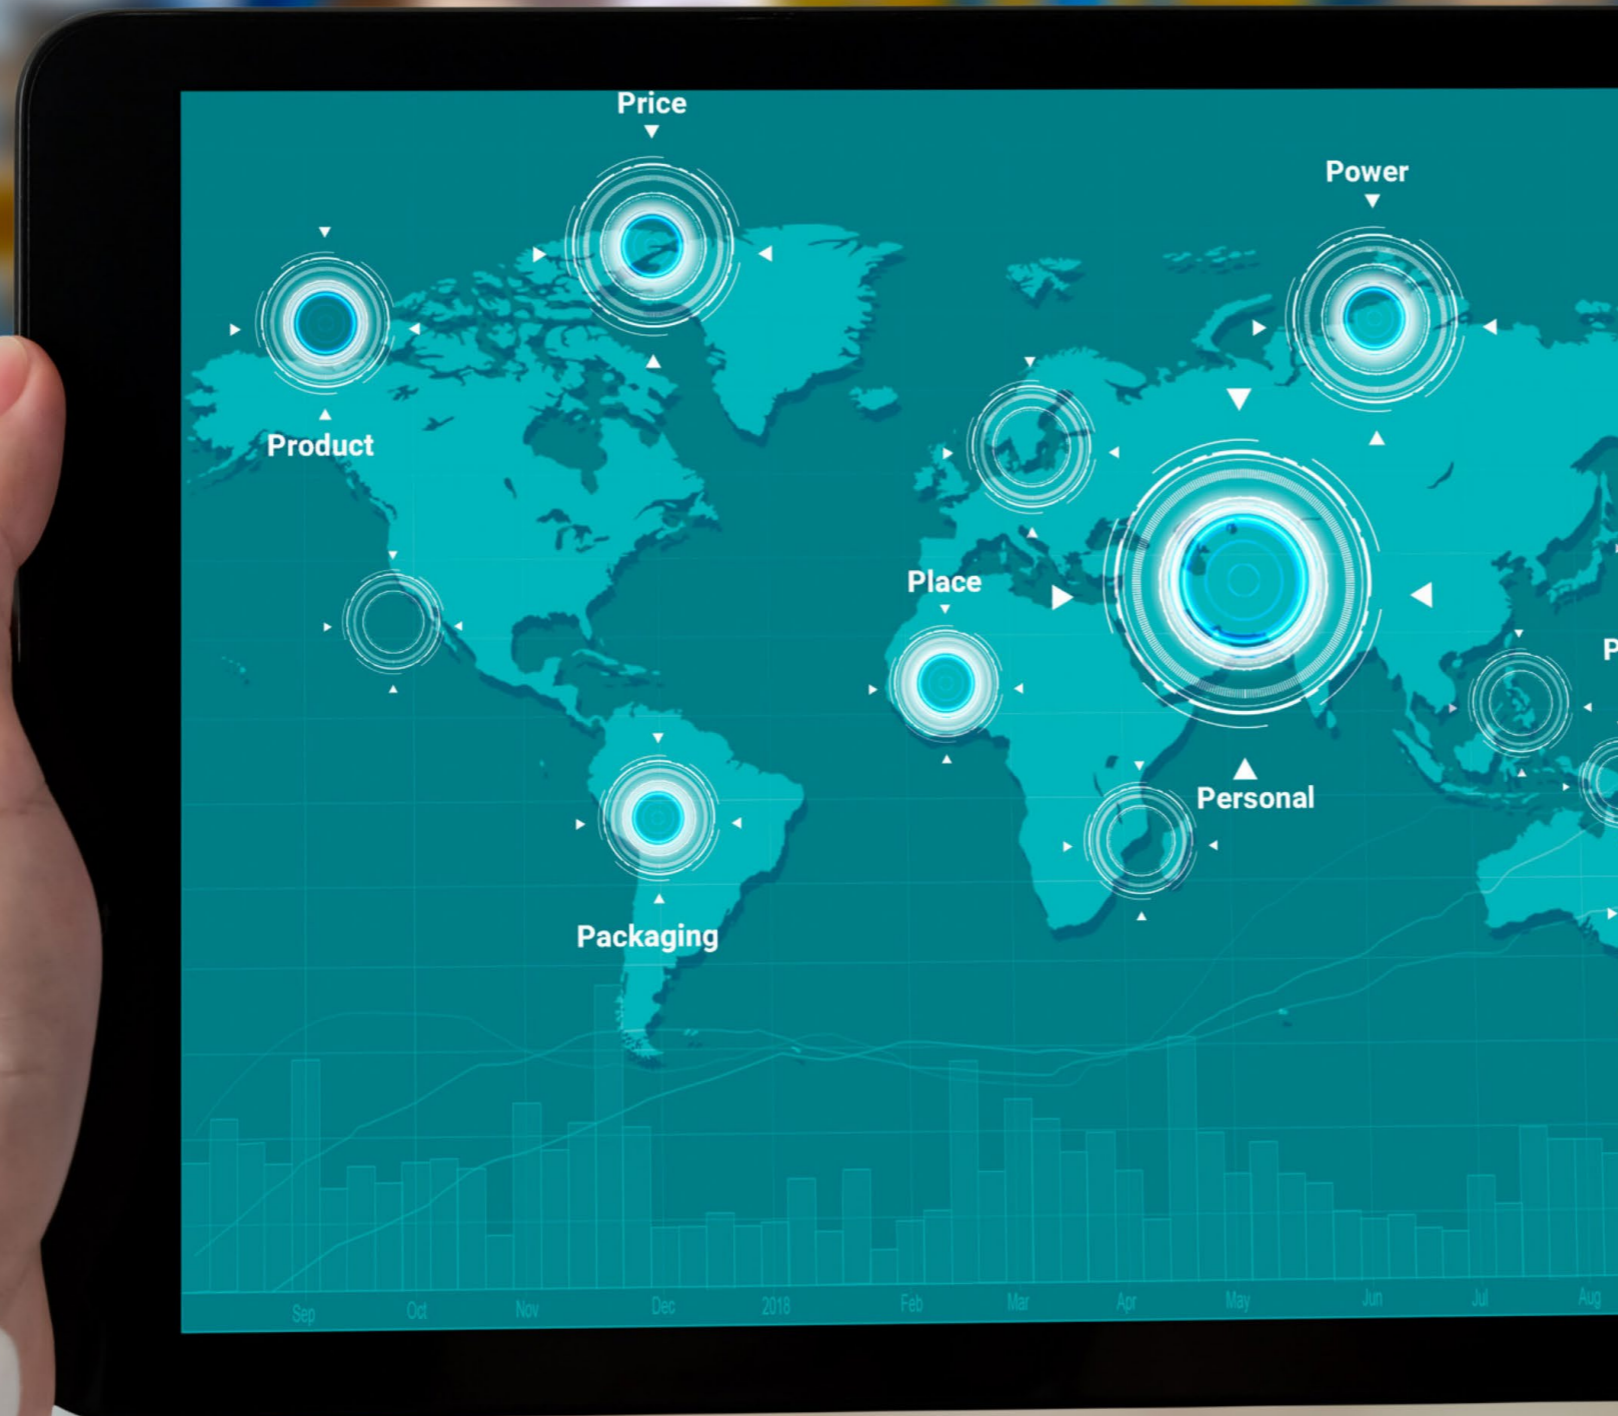 Price
Power
Product
Place
P
Personal
Packaging
Sep Oct Nov Dec 2018 Feb Mar Apr May Jun Jul Aug